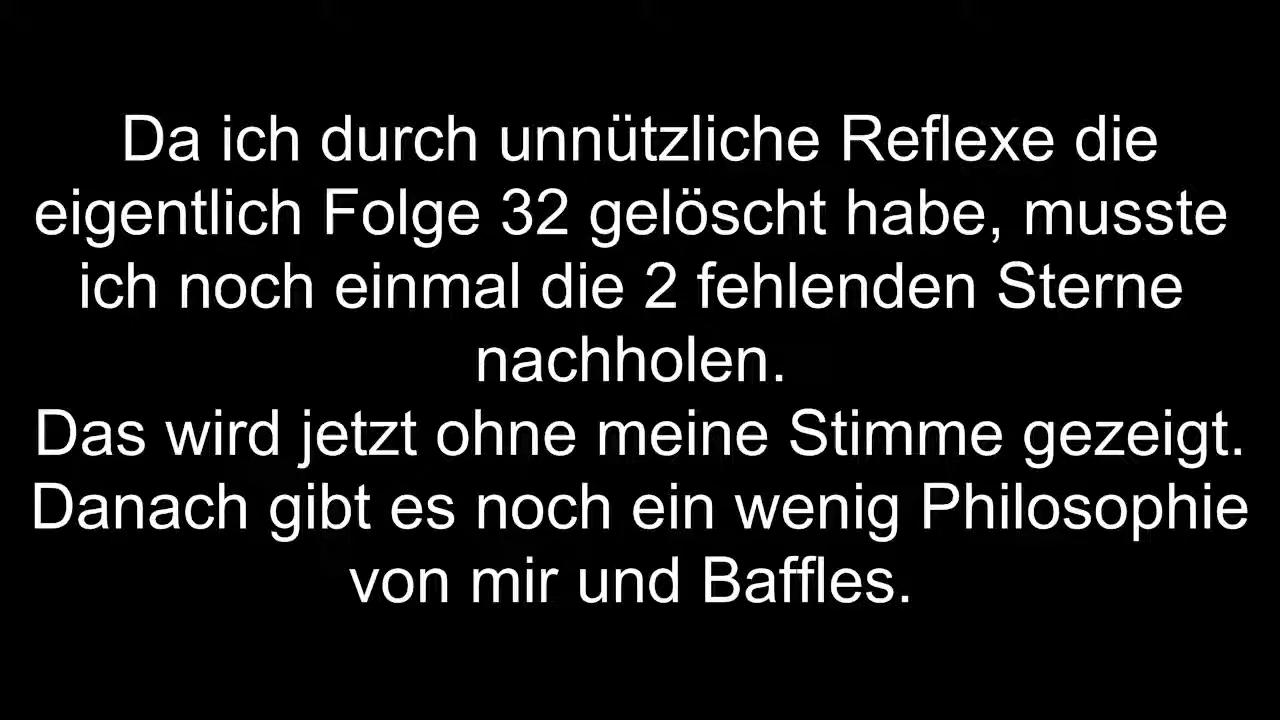 Da ich durch unnützliche Reflexe die
eigentlich Folge 32 gelöscht habe, musste
ich noch einmal die 2 fehlenden Sterne
nachholen.
Das wird jetzt ohne meine Stimme gezeigt.
Danach gibt es noch ein wenig Philosophie
von mir und Baffles.